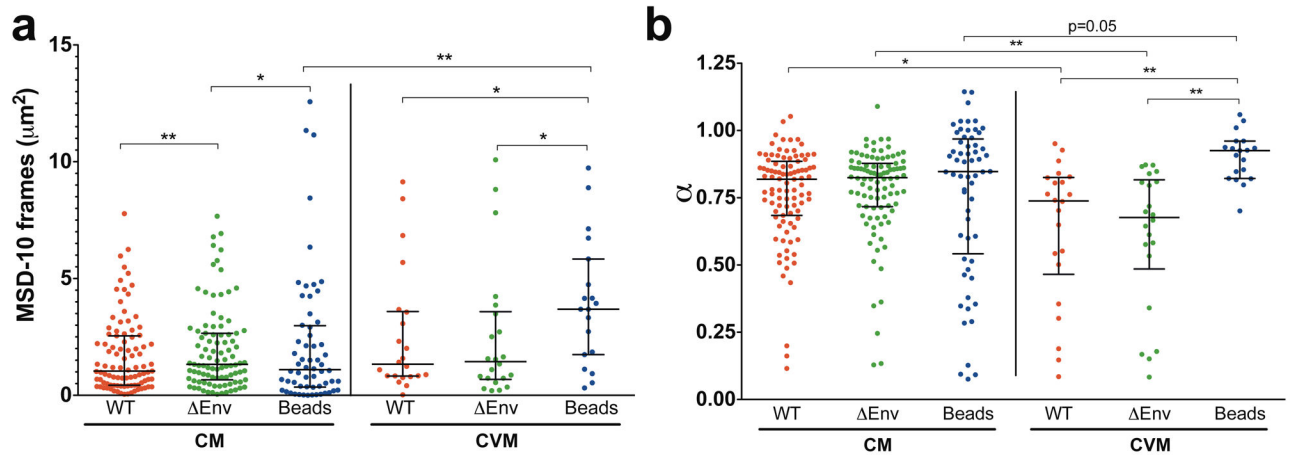 a
MSD-10 frames (μm²)
15
10
5
0
**
*
**
*
*
WT ΔEnv Beads WT ΔEnv Beads
CM CVM
b
α
1.25
1.00
0.75
0.50
0.25
0.00
p=0.05
**
*
**
**
WT ΔEnv Beads WT ΔEnv Beads
CM CVM